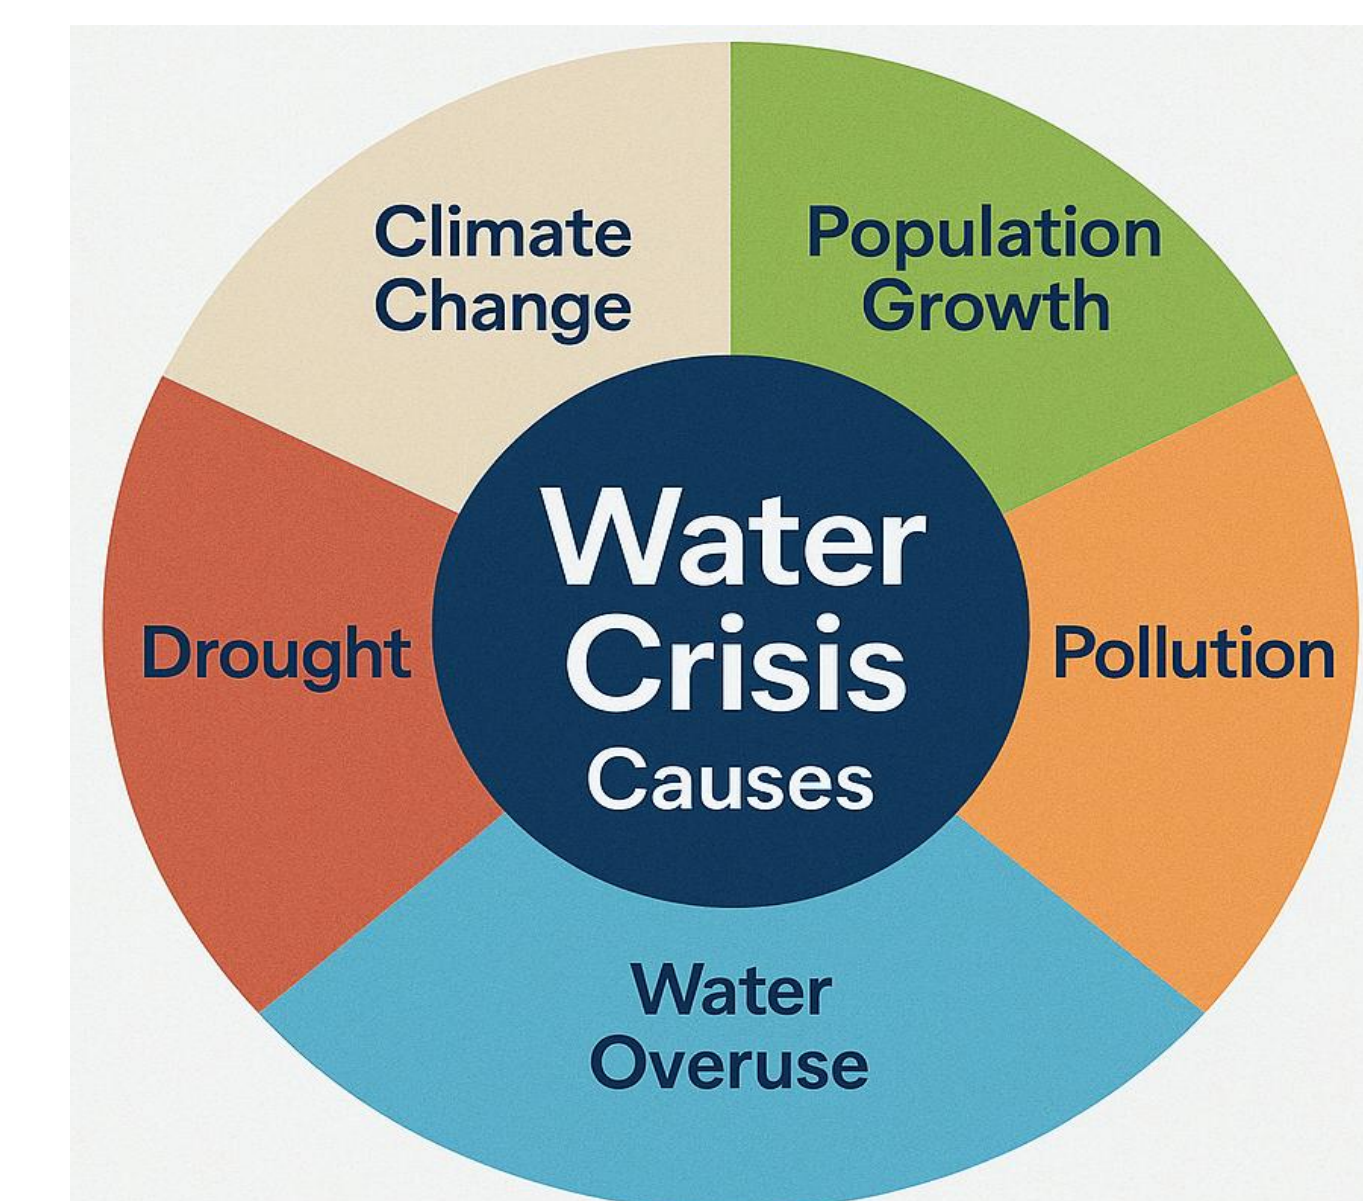 Climate
Change
Population
Growth
Water
Crisis
Causes
Drought
Pollution
Water
Overuse